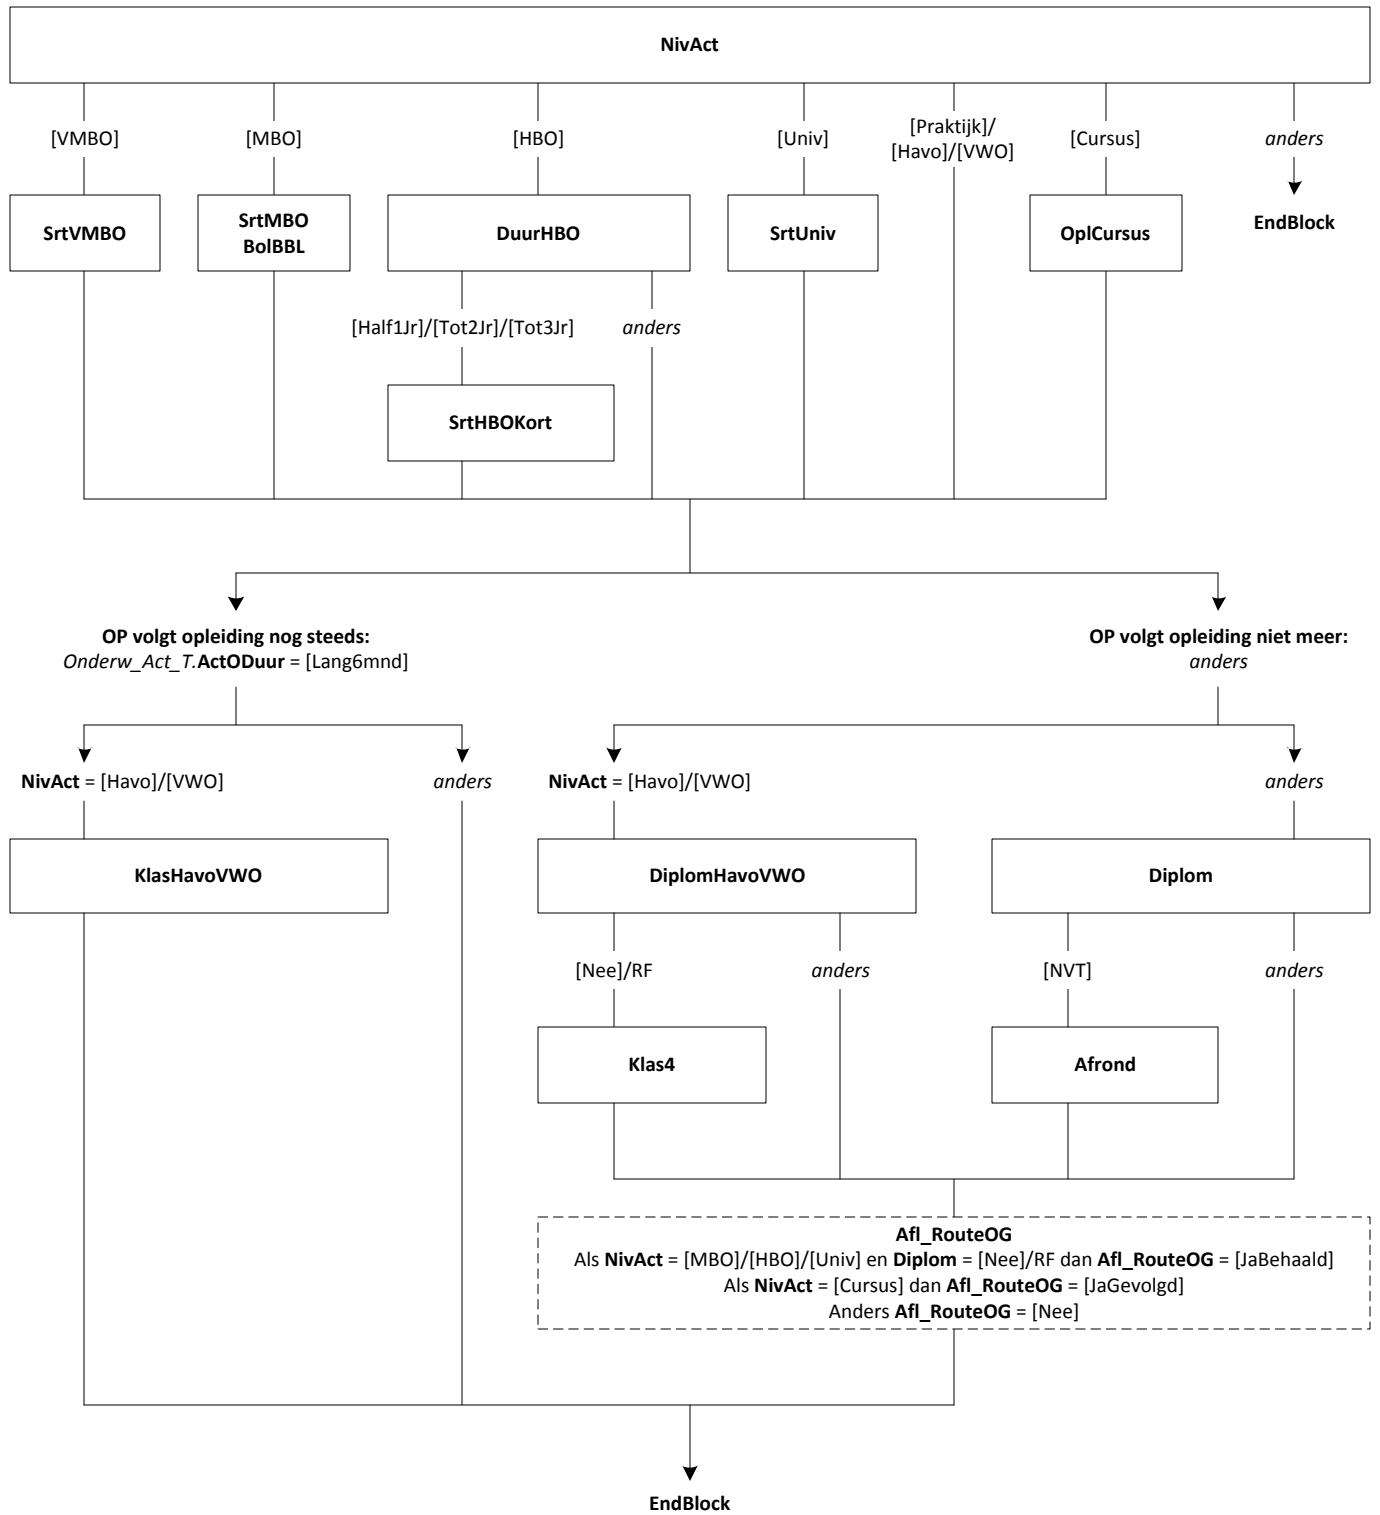 NivAct
[VMBO]
[MBO]
[HBO]
[Univ]
[Praktijk]/
[Havo]/[VWO]
[Cursus]
anders
SrtVMBO
SrtMBO
BolBBL
DuurHBO
SrtUniv
OplCursus
EndBlock
[Half1Jr]/[Tot2Jr]/[Tot3Jr]
anders
SrtHBOKort
OP volgt opleiding nog steeds:
Onderw_Act_T.ActODuur = [Lang6mnd]
OP volgt opleiding niet meer:
anders
NivAct = [Havo]/[VWO]
anders
NivAct = [Havo]/[VWO]
anders
KlasHavoVWO
DiplomHavoVWO
Diplom
[Nee]/RF
anders
[NVT]
anders
Klas4
Afrond
Afl_RouteOG
Als NivAct = [MBO]/[HBO]/[Univ] en Diplom = [Nee]/RF dan Afl_RouteOG = [JaBehaald]
Als NivAct = [Cursus] dan Afl_RouteOG = [JaGevolgd]
Anders Afl_RouteOG = [Nee]
EndBlock